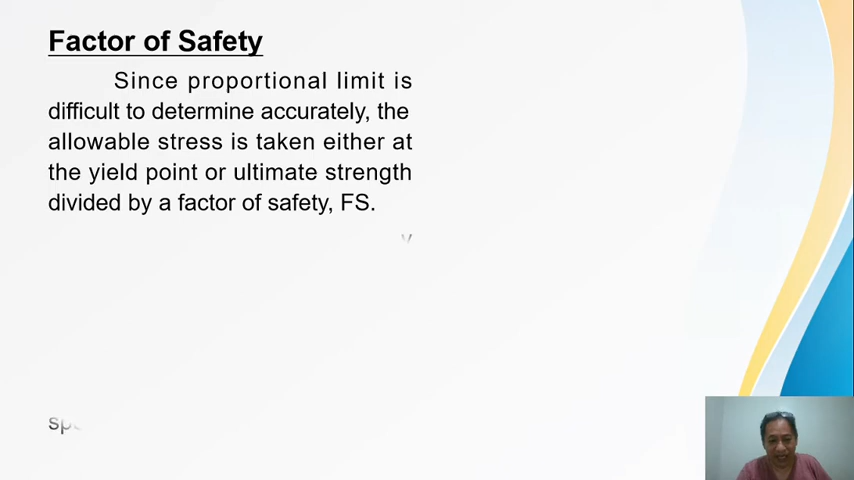 Factor of Safety
Since proportional limit is
difficult to determine accurately, the
allowable stress is taken either at
the yield point or ultimate strength
divided by a factor of safety, FS.